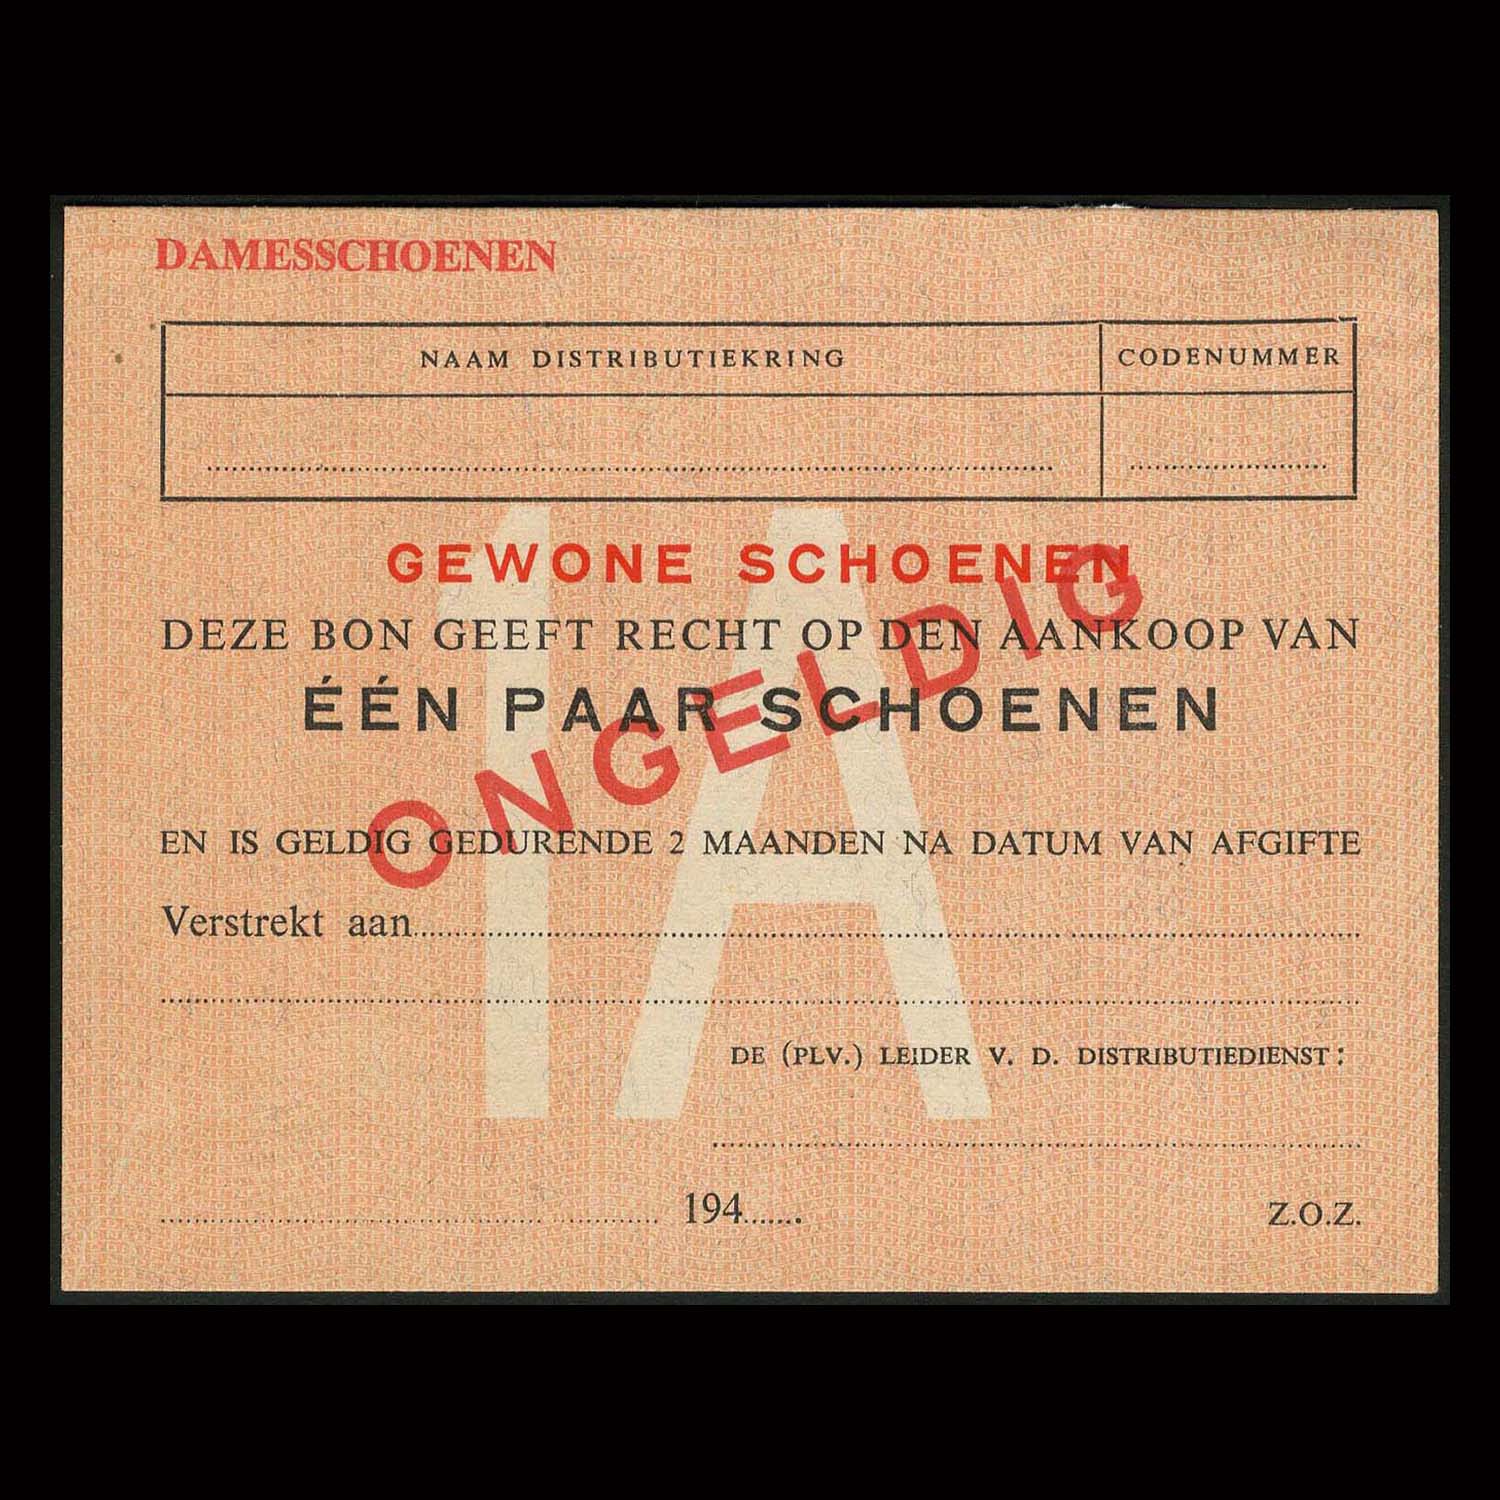 DAMESSCHOENEN
NAAM DISTRIBUTIEKRING CODENUMMER
1A
GEWONE SCHOENEN
DEZE BON GEEFT RECHT OP DEN AANKOOP VAN
ÉÉN PAAR SCHOENEN
ONGELDIG
EN IS GELDIG GEDURENDE 2 MAANDEN NA DATUM VAN AFGIFTE
Verstrekt aan
DE (PLV.) LEIDER V. D. DISTRIBUTIEDIENST:
194.......
Z.O.Z.